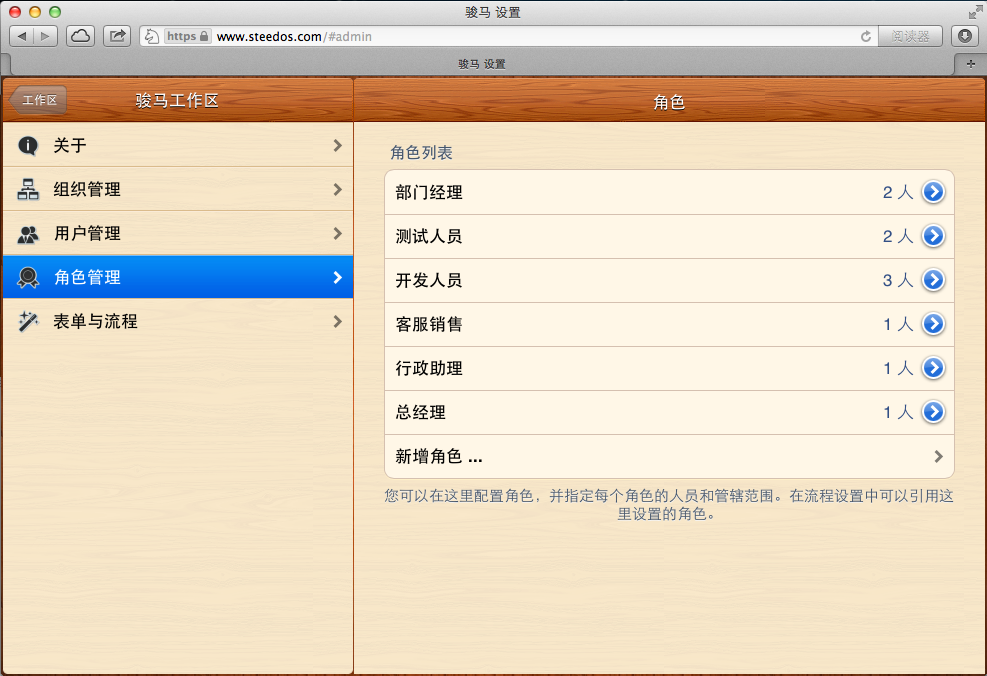 骏马 设置
https www.steedos.com/#admin 阅读器
骏马 设置
工作区 骏马工作区
角色
关于
组织管理
用户管理
角色管理
表单与流程
角色列表
部门经理 2 人
测试人员 2 人
开发人员 3 人
客服销售 1 人
行政助理 1 人
总经理 1 人
新增角色 ...
您可以在这里配置角色，并指定每个角色的人员和管辖范围。在流程设置中可以引用这
里设置的角色。